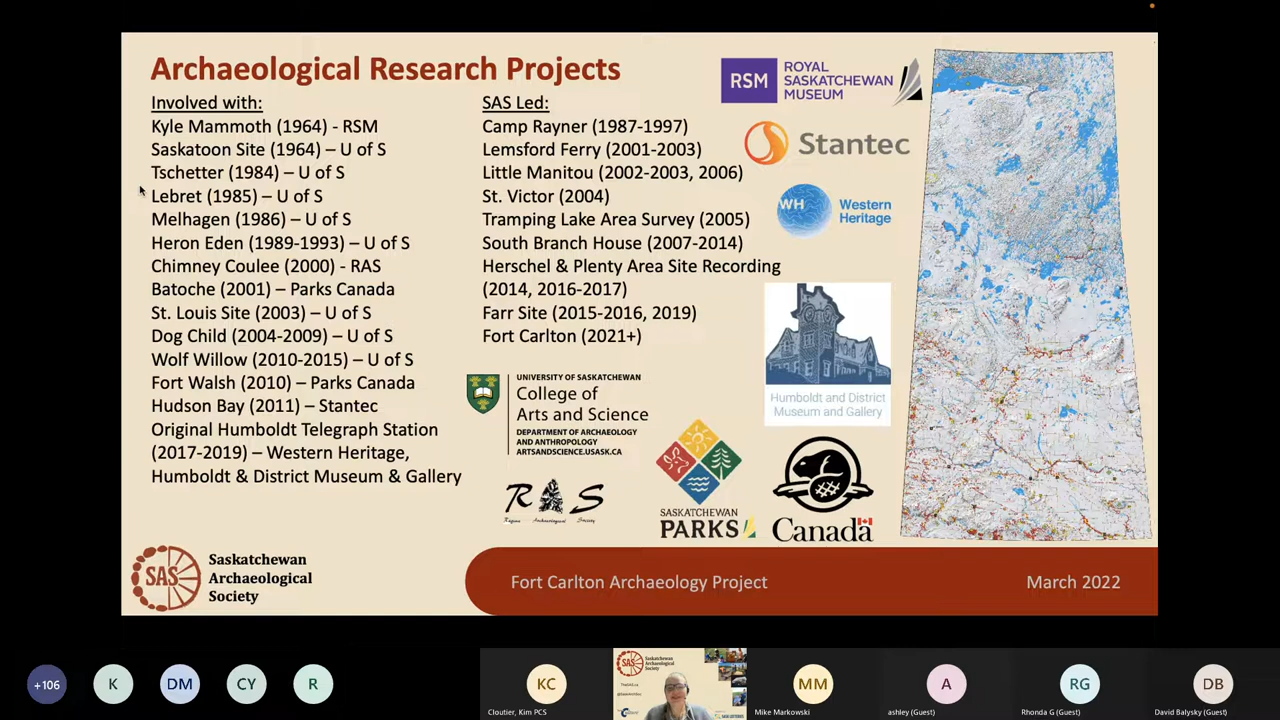 Archaeological Research Projects
Involved with:
Kyle Mammoth (1964) - RSM
Saskatoon Site (1964) – U of S
Tschetter (1984) – U of S
Lebret (1985) – U of S
Melhagen (1986) – U of S
Heron Eden (1989-1993) – U of S
Chimney Coulee (2000) - RAS
Batoche (2001) – Parks Canada
St. Louis Site (2003) – U of S
Dog Child (2004-2009) – U of S
Wolf Willow (2010-2015) – U of S
Fort Walsh (2010) – Parks Canada
Hudson Bay (2011) – Stantec
Original Humboldt Telegraph Station
(2017-2019) – Western Heritage,
Humboldt & District Museum & Gallery
SAS Led:
Camp Rayner (1987-1997)
Lemsford Ferry (2001-2003)
Little Manitou (2002-2003, 2006)
St. Victor (2004)
Tramping Lake Area Survey (2005)
South Branch House (2007-2014)
Herschel & Plenty Area Site Recording
(2014, 2016-2017)
Farr Site (2015-2016, 2019)
Fort Carlton (2021+)
RSM
ROYAL
SASKATCHEWAN
MUSEUM
Stantec
WH
Western
Heritage
Humboldt and District
Museum and Gallery
UNIVERSITY OF SASKATCHEWAN
College of
Arts and Science
DEPARTMENT OF ARCHAEOLOGY
AND ANTHROPOLOGY
ARTSANDSCIENCE.USASK.CA
RAS
Regina Archaeological Society
SASKATCHEWAN
PARKS
Canada
SAS
Saskatchewan
Archaeological
Society
Fort Carlton Archaeology Project
March 2022
+106
K
DM
CY
R
KC
Cloutier, Kim PCS
SAS
Saskatchewan
Archaeological
Society
MM
Mike Markowski
A
ashley (Guest)
RG
Rhonda G (Guest)
DB
David Balysky (Guest)